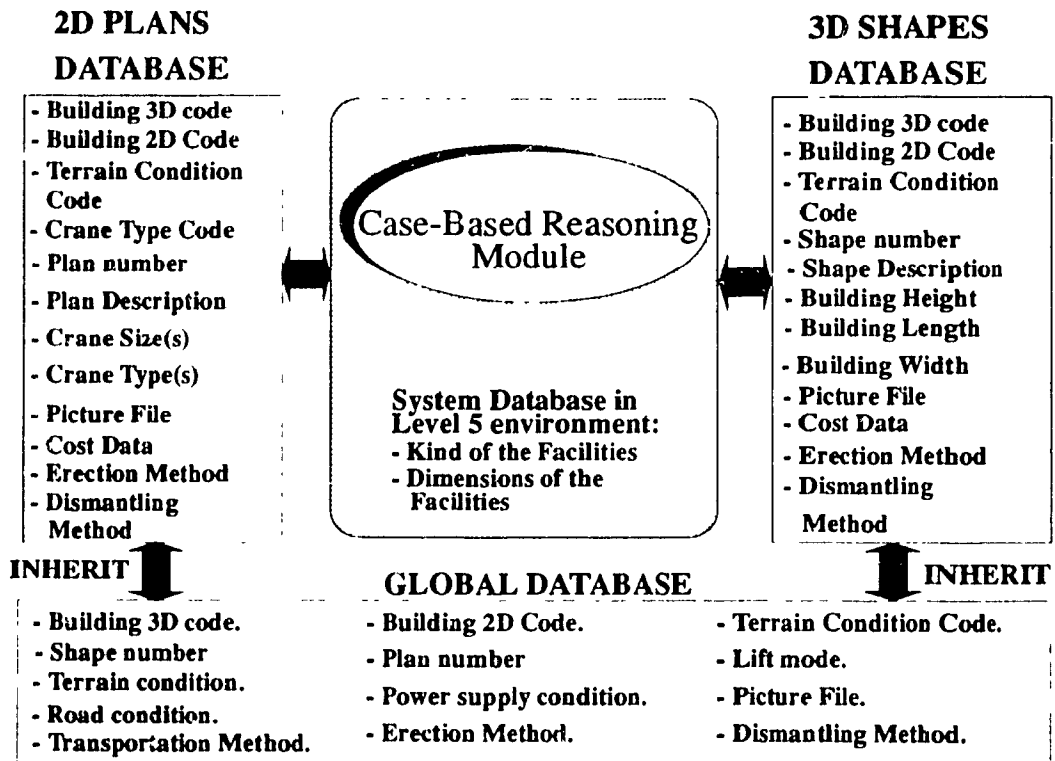 2D PLANS
DATABASE
- Building 3D code
- Building 2D Code
- Terrain Condition
Code
- Crane Type Code
- Plan number
- Plan Description
- Crane Size(s)
- Crane Type(s)
- Picture File
- Cost Data
- Erection Method
- Dismantling
Method
INHERIT
Case-Based Reasoning
Module
System Database in
Level 5 environment:
- Kind of the Facilities
- Dimensions of the
Facilities
3D SHAPES
DATABASE
- Building 3D code
- Building 2D Code
- Terrain Condition
Code
- Shape number
- Shape Description
- Building Height
- Building Length
- Building Width
- Picture File
- Cost Data
- Erection Method
- Dismantling
Method
INHERIT
GLOBAL DATABASE
- Building 3D code.
- Shape number
- Terrain condition.
- Road condition.
- Transportation Method.
- Building 2D Code.
- Plan number
- Power supply condition.
- Erection Method.
- Terrain Condition Code.
- Lift mode.
- Picture File.
- Dismantling Method.